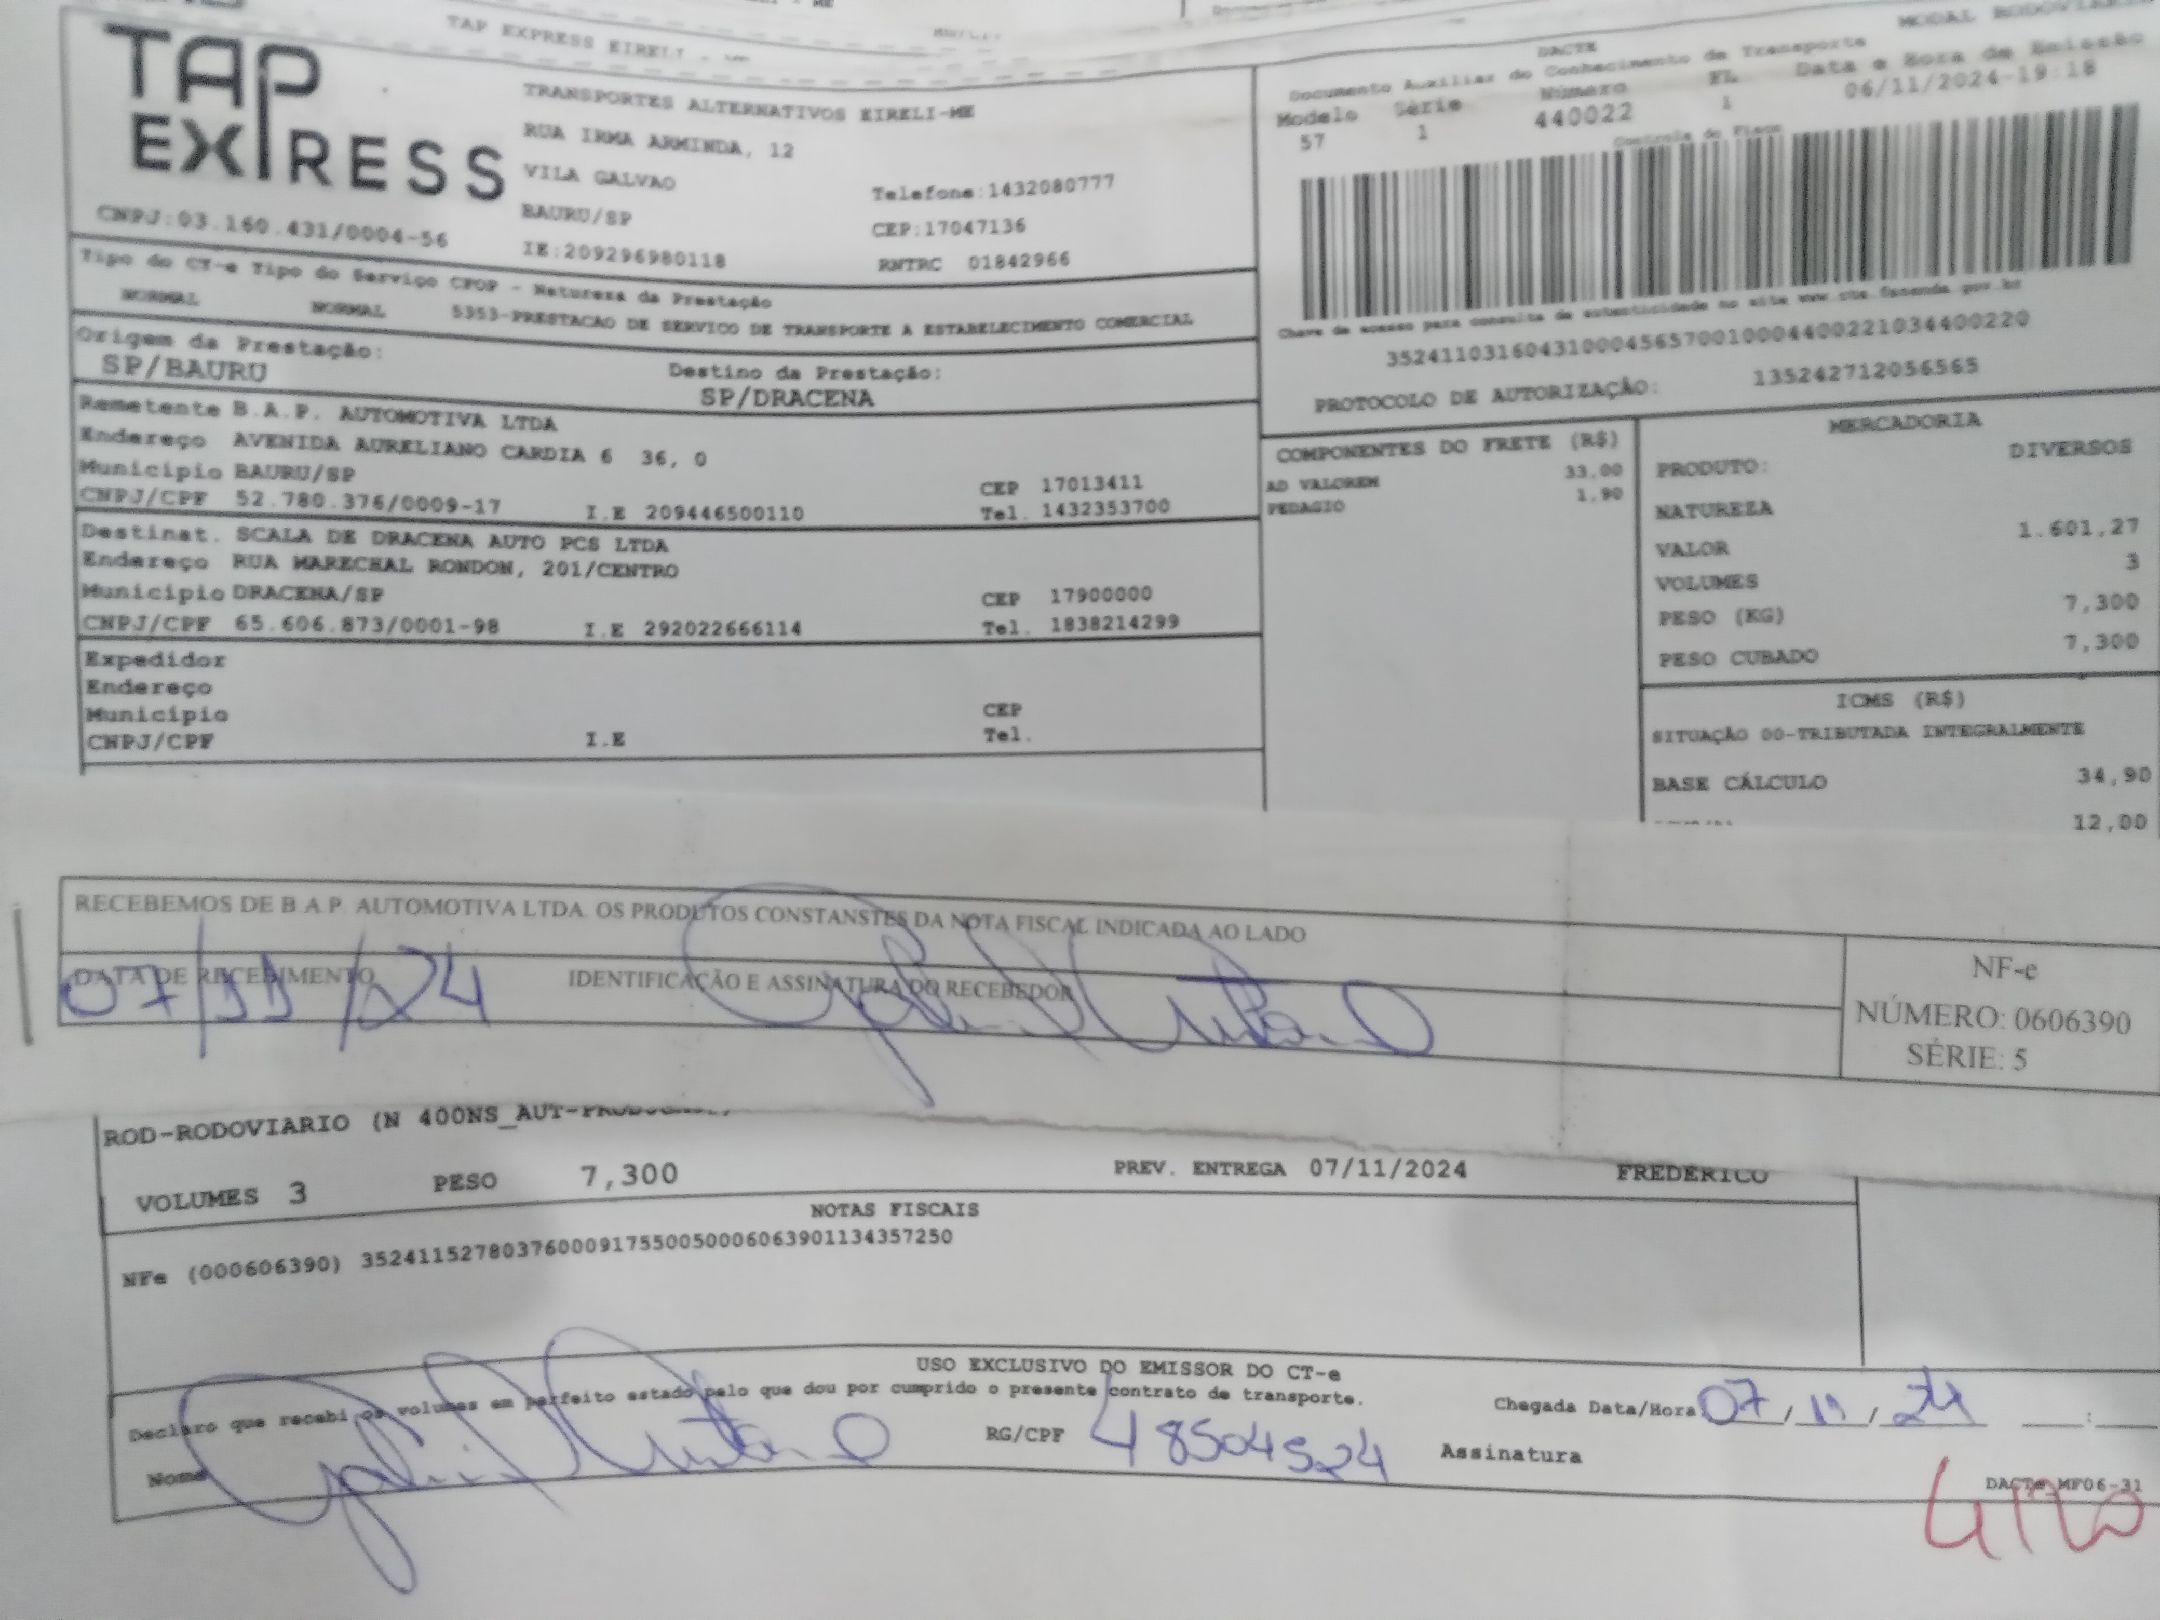 TAP EXPRESS EIRELI - ME
TAP
EXPRESS
CNPJ:03.160.431/0004-56
TRANSPORTES ALTERNATIVOS EIRELI-ME
RUA IRMA ARMINDA, 12
VILA GALVAO
BAURU/SP
IE:209296980118
Telefone:1432080777
CEP:17047136
RNTRC 01842966
MODAL RODOVIARIO
DACTE
Documento Auxiliar do Conhecimento de Transporte
Modelo Série Número FL Data e Hora de Emissão
57 1 440022 1 06/11/2024-19:18
Controle do Fisco
Chave de acesso para consulta de autenticidade no site www.cte.fazenda.gov.br
35241103160431000456570010004400221034400220
PROTOCOLO DE AUTORIZAÇÃO: 135242712056565
Tipo do CT-e Tipo do Serviço CFOP - Natureza da Prestação
NORMAL NORMAL 5353-PRESTACAO DE SERVICO DE TRANSPORTE A ESTABELECIMENTO COMERCIAL
Origem da Prestação: Destino da Prestação:
SP/BAURU SP/DRACENA
Remetente B.A.P. AUTOMOTIVA LTDA
Endereço AVENIDA AURELIANO CARDIA 6 36, 0
Municipio BAURU/SP CEP 17013411
CNPJ/CPF 52.780.376/0009-17 I.E 209446500110 Tel. 1432353700
Destinat. SCALA DE DRACENA AUTO PCS LTDA
Endereço RUA MARECHAL RONDON, 201/CENTRO
Municipio DRACENA/SP CEP 17900000
CNPJ/CPF 65.606.873/0001-98 I.E 292022666114 Tel. 1838214299
Expedidor
Endereço
Município CEP
CNPJ/CPF I.E Tel.
COMPONENTES DO FRETE (R$)
AD VALOREM 33,00
PEDAGIO 1,90
MERCADORIA
PRODUTO: DIVERSOS
NATUREZA
VALOR 1.601,27
VOLUMES 3
PESO (KG) 7,300
PESO CUBADO 7,300
ICMS (R$)
SITUAÇÃO 00-TRIBUTADA INTEGRALMENTE
BASE CÁLCULO 34,90
12,00
RECEBEMOS DE B.A.P. AUTOMOTIVA LTDA. OS PRODUTOS CONSTANSTES DA NOTA FISCAL INDICADA AO LADO
DATA DE RECEBIMENTO IDENTIFICAÇÃO E ASSINATURA DO RECEBEDOR
07/11/24
NF-e
NÚMERO: 0606390
SÉRIE: 5
ROD-RODOVIARIO (N 400NS_AUT-
VOLUMES 3 PESO 7,300 PREV. ENTREGA 07/11/2024 FREDERICO
NOTAS FISCAIS
NFe (000606390) 35241152780376000917550050006063901134357250
USO EXCLUSIVO DO EMISSOR DO CT-e
Declaro que recebi os volumes em perfeito estado pelo que dou por cumprido o presente contrato de transporte.
Nome RG/CPF 48504524 Assinatura
Chegada Data/Hora 07/11/24 :
DACTe MF06-31